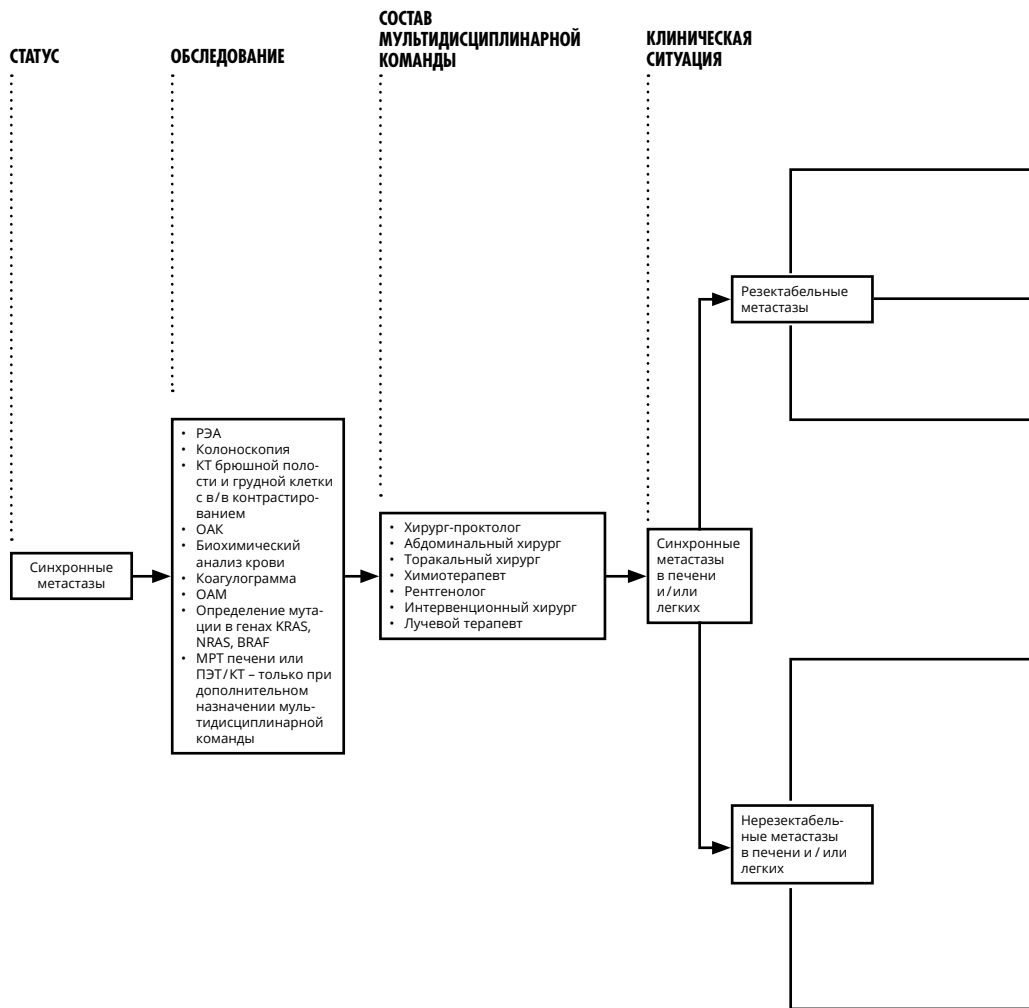 СТАТУС
ОБСЛЕДОВАНИЕ
СОСТАВ
МУЛЬТИДИСЦИПЛИНАРНОЙ
КОМАНДЫ
КЛИНИЧЕСКАЯ
СИТУАЦИЯ
Синхронные
метастазы
• РЭА
• Колоноскопия
• КТ брюшной поло-
сти и грудной клетки
с в/в контрастиро-
ванием
• ОАК
• Биохимический
анализ крови
• Коагулограмма
• ОАМ
• Определение мута-
ции в генах KRAS,
NRAS, BRAF
• МРТ печени или
ПЭТ/КТ – только при
дополнительном
назначении муль-
тидисциплинарной
команды
• Хирург-проктолог
• Абдоминальный хирург
• Торакальный хирург
• Химиотерапевт
• Рентгенолог
• Интервенционный хирург
• Лучевой терапевт
Синхронные
метастазы
в печени
и/или
легких
Резектабельные
метастазы
Нерезектабель-
ные метастазы
в печени и / или
легких